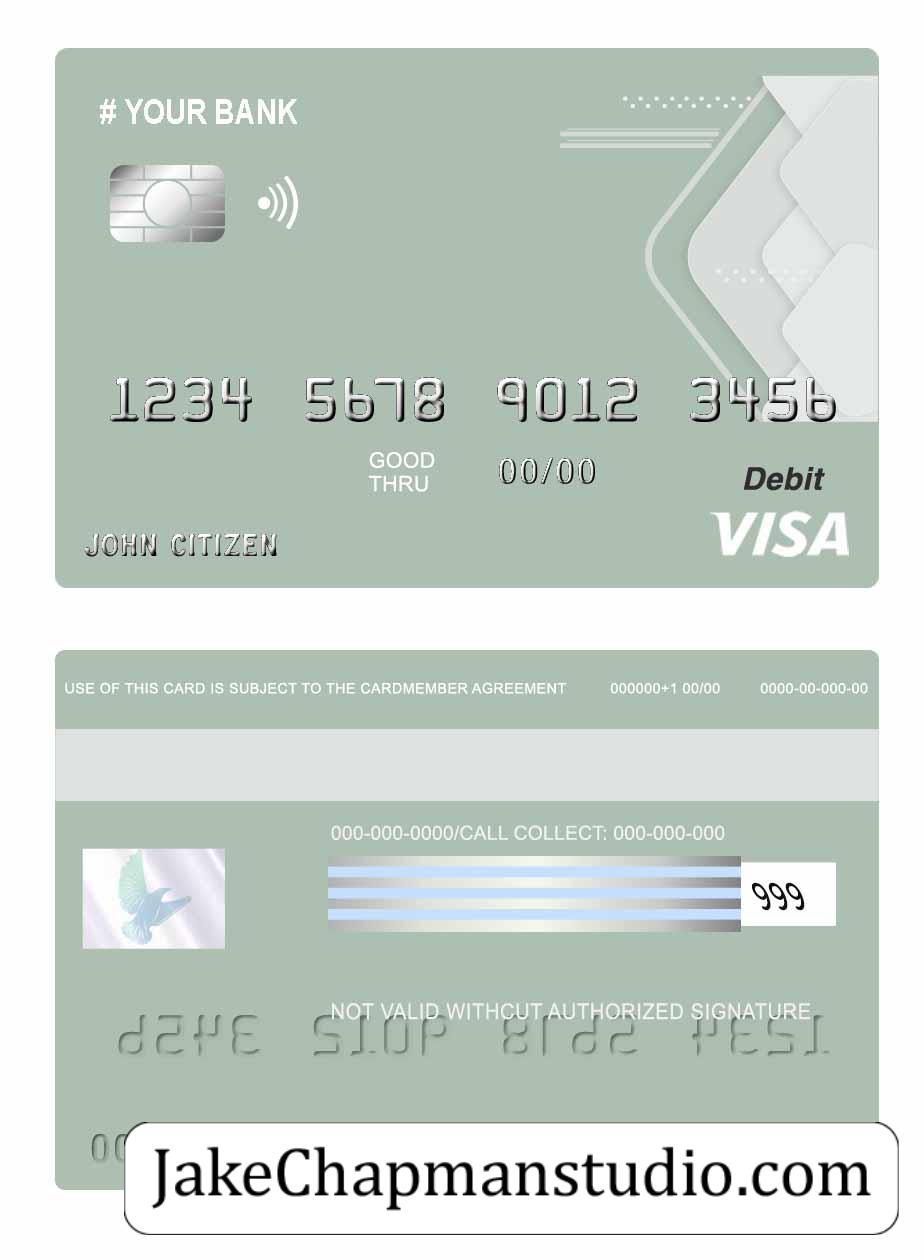 # YOUR BANK
1234 5678 9012 3456
GOOD
THRU
00/00
Debit
VISA
JOHN CITIZEN
USE OF THIS CARD IS SUBJECT TO THE CARDMEMBER AGREEMENT 000000+1 00/00 0000-00-000-00
000-000-0000/CALL COLLECT: 000-000-000
999
NOT VALID WITHCUT AUTHORIZED SIGNATURE
JakeChapmanstudio.com